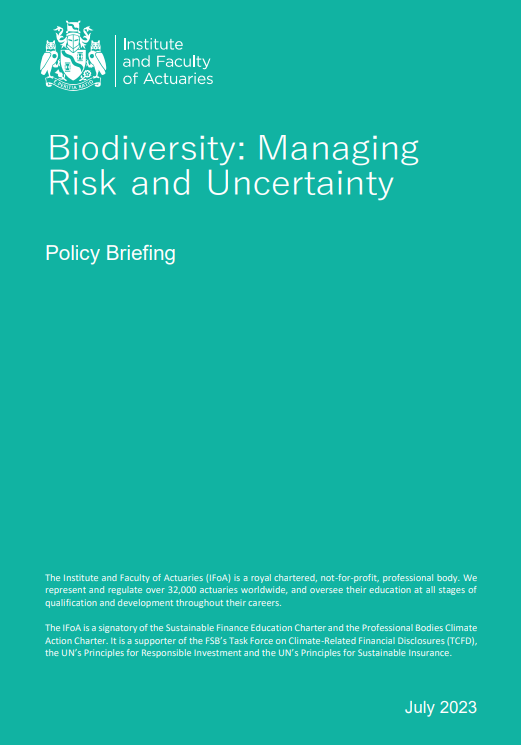 Institute
and Faculty
of Actuaries
Biodiversity: Managing
Risk and Uncertainty
Policy Briefing
The Institute and Faculty of Actuaries (IFoA) is a royal chartered, not-for-profit, professional body. We
represent and regulate over 32,000 actuaries worldwide, and oversee their education at all stages of
qualification and development throughout their careers.
The IFoA is a signatory of the Sustainable Finance Education Charter and the Professional Bodies Climate
Action Charter. It is a supporter of the FSB's Task Force on Climate-Related Financial Disclosures (TCFD),
the UN's Principles for Responsible Investment and the UN's Principles for Sustainable Insurance.
July 2023